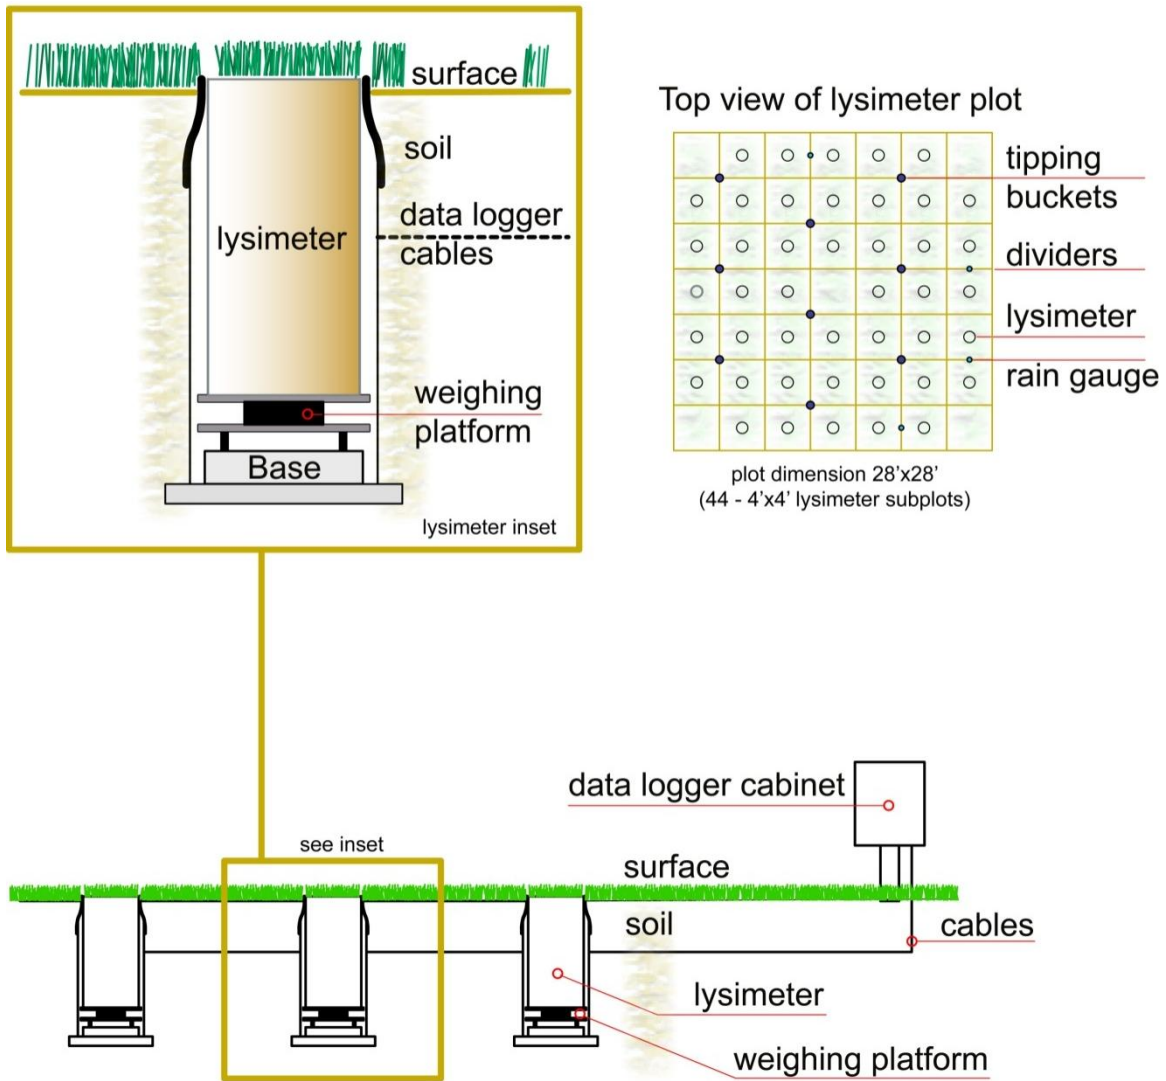 surface
soil
data logger
cables
lysimeter
weighing
platform
Base
lysimeter inset
Top view of lysimeter plot
tipping
buckets
dividers
lysimeter
rain gauge
plot dimension 28'x28'
(44 - 4'x4' lysimeter subplots)
data logger cabinet
see inset
surface
soil
cables
lysimeter
weighing platform